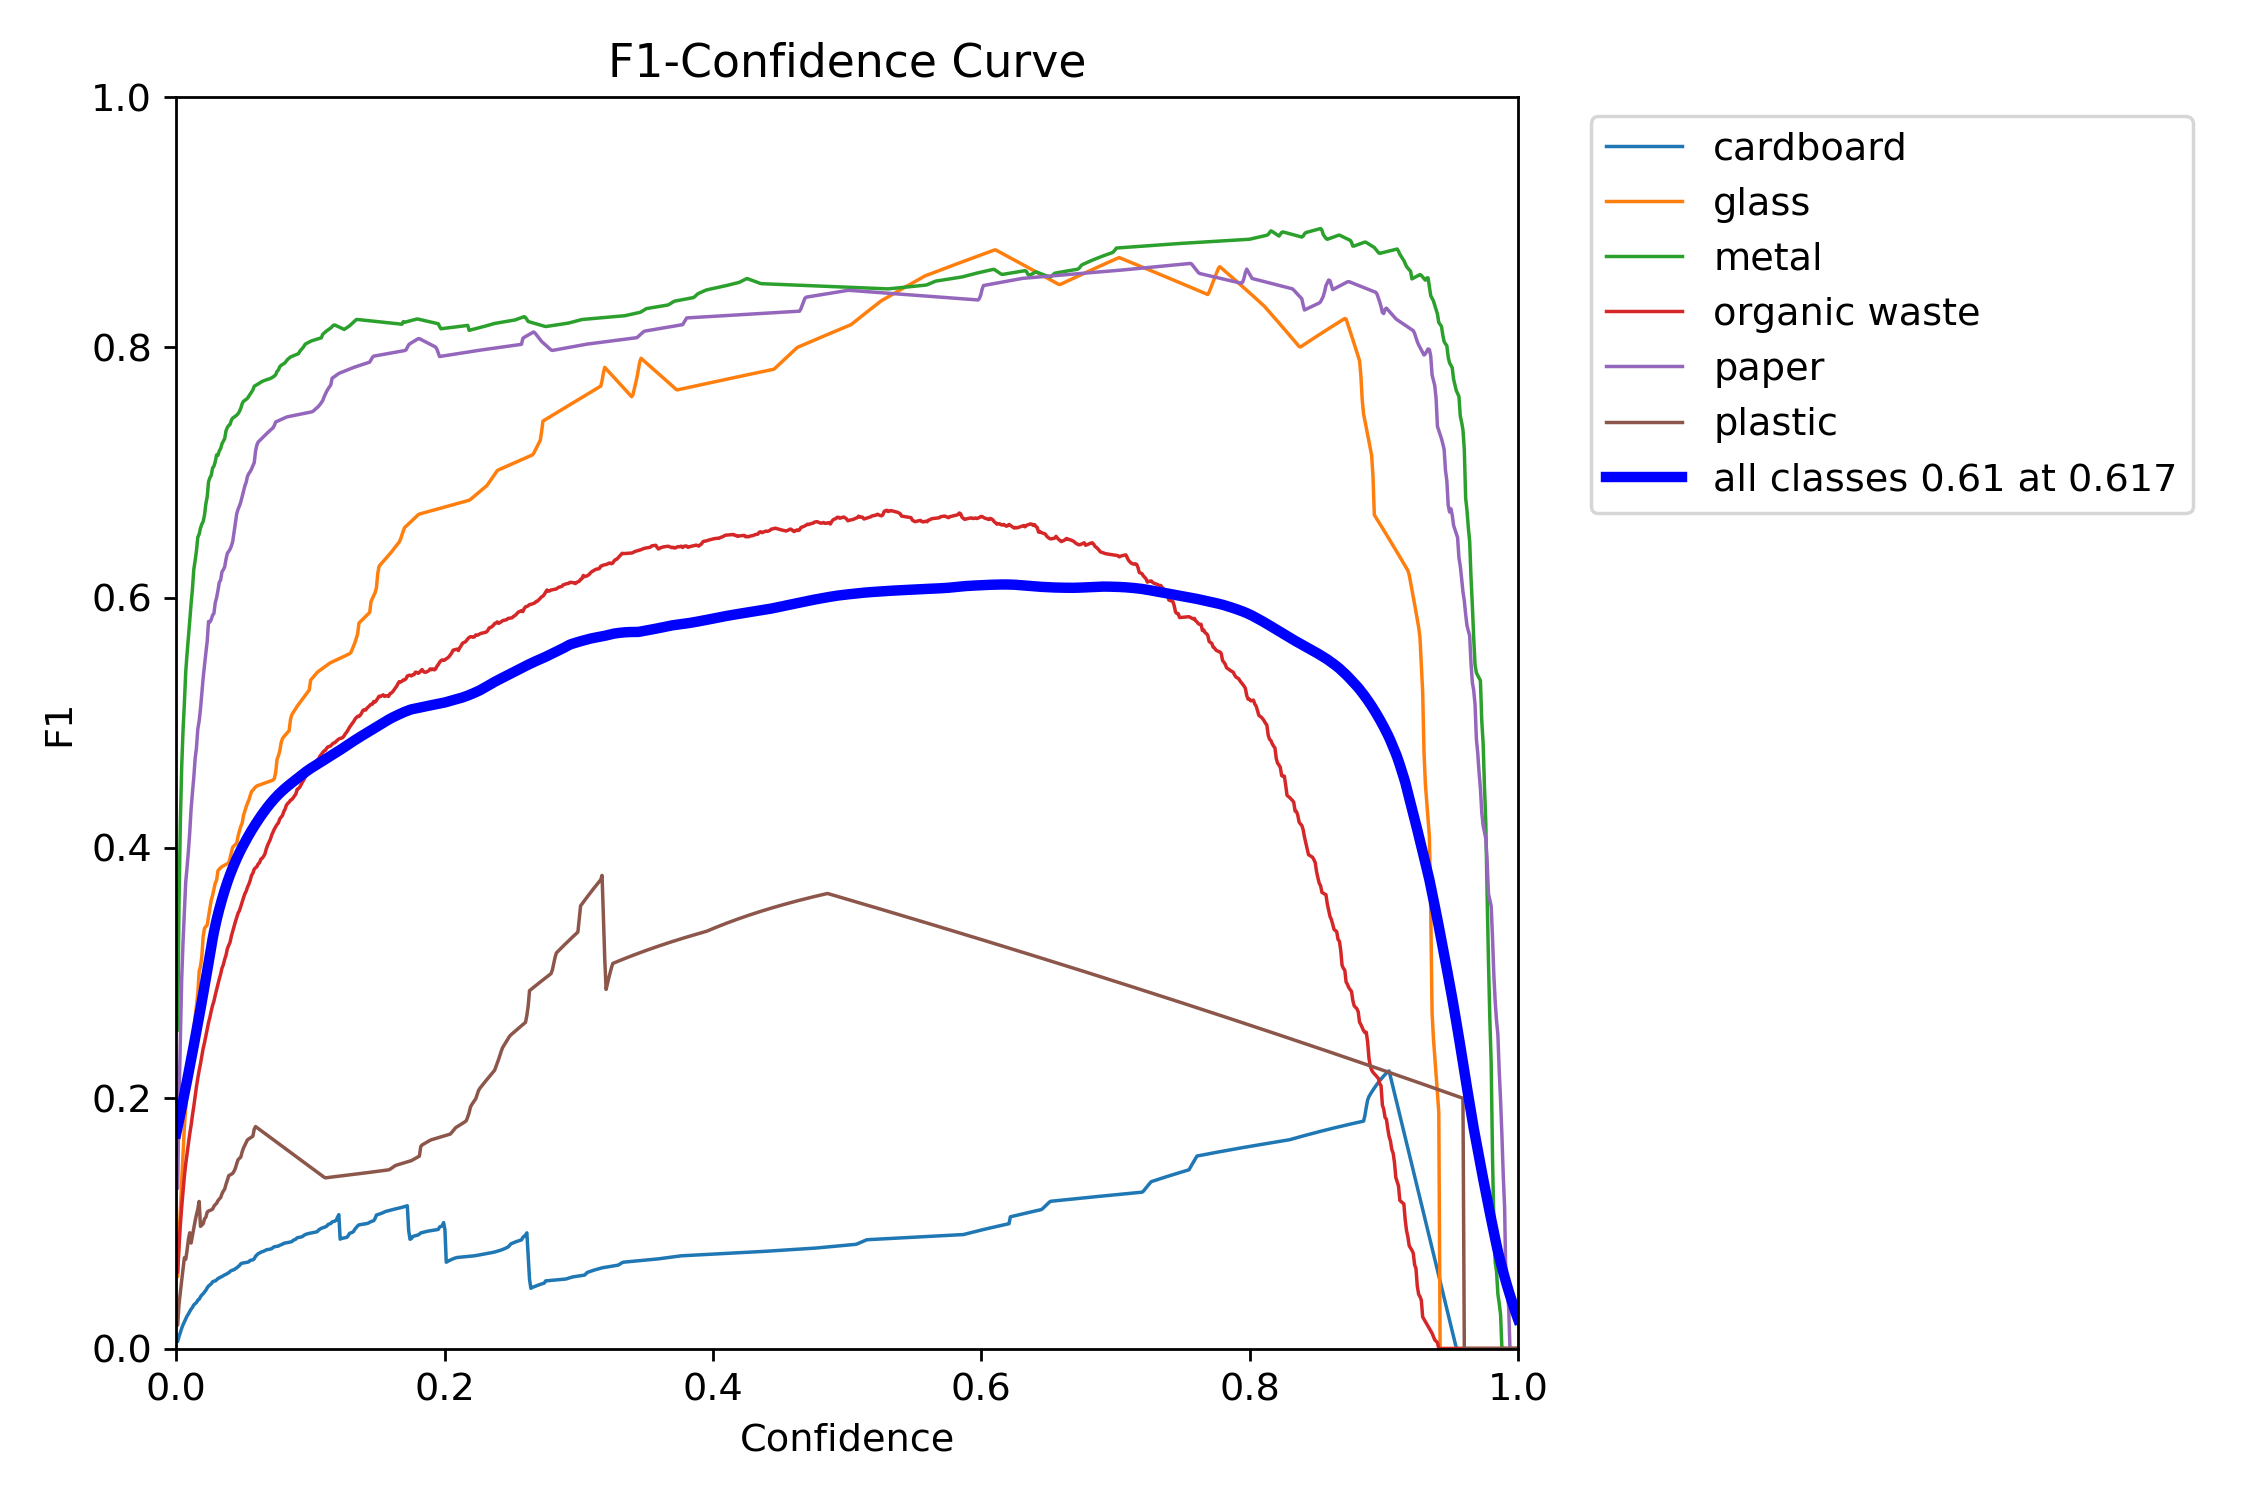 F1-Confidence Curve
1.0
0.8
0.6
0.4
0.2
0.0
F1
0.0 0.2 0.4 0.6 0.8 1.0
Confidence
cardboard
glass
metal
organic waste
paper
plastic
all classes 0.61 at 0.617